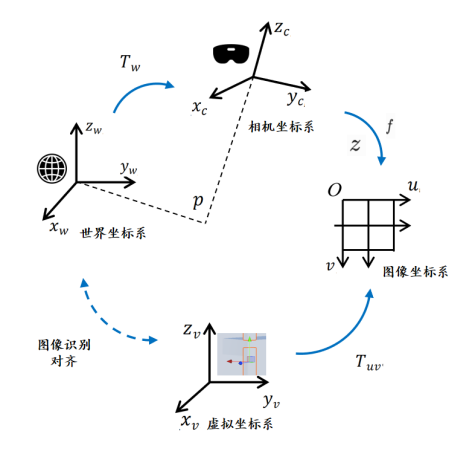 z_c
T_w
x_c
y_c
相机坐标系
z
f
z_w
y_w
x_w
世界坐标系
p
O
u
v
图像坐标系
图像识别
对齐
z_v
y_v
x_v
虚拟坐标系
T_uv